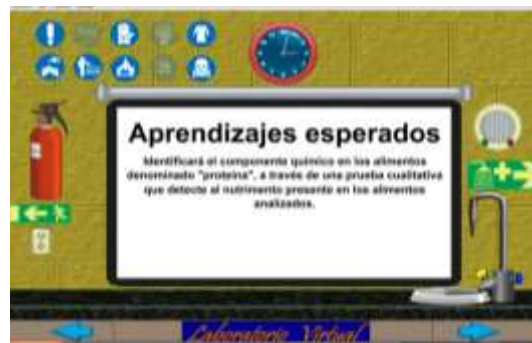 Aprendizajes esperados
Identificará el componente químico en los alimentos
denominado "proteína", a través de una prueba cualitativa
que detecte al nutrimento presente en los alimentos
analizados.
Laboratorio Virtual